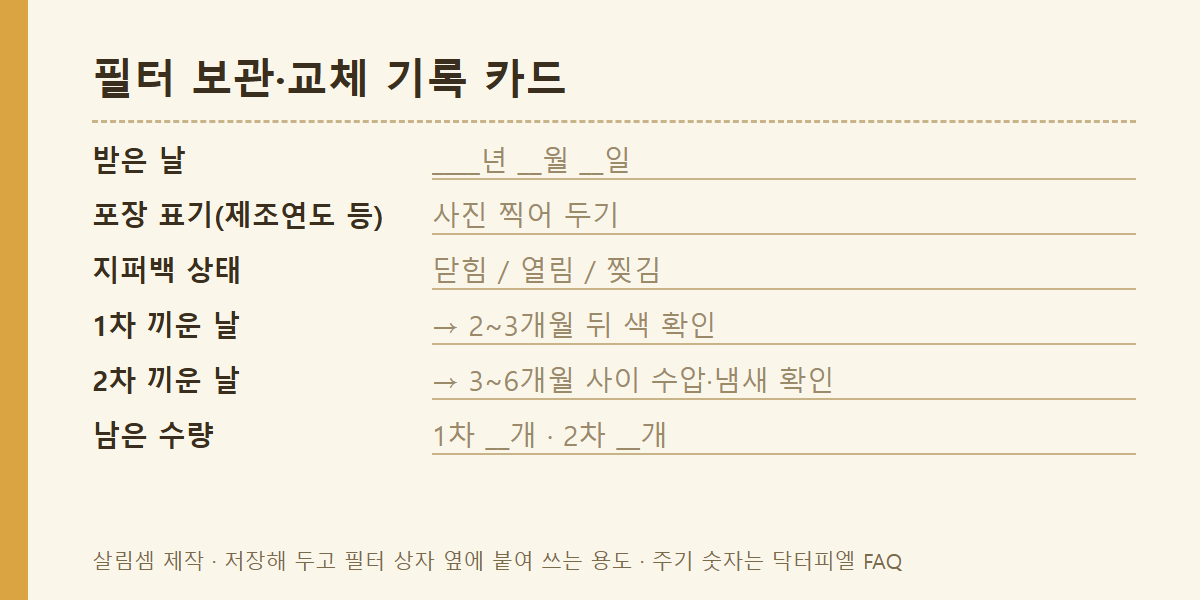 필터 보관·교체 기록 카드
받은 날 ____년 __월 __일
포장 표기(제조연도 등) 사진 찍어 두기
지퍼백 상태 닫힘 / 열림 / 찢김
1차 끼운 날 → 2~3개월 뒤 색 확인
2차 끼운 날 → 3~6개월 사이 수압·냄새 확인
남은 수량 1차 __개 · 2차 __개
살림셈 제작 · 저장해 두고 필터 상자 옆에 붙여 쓰는 용도 · 주기 숫자는 닥터피엘 FAQ